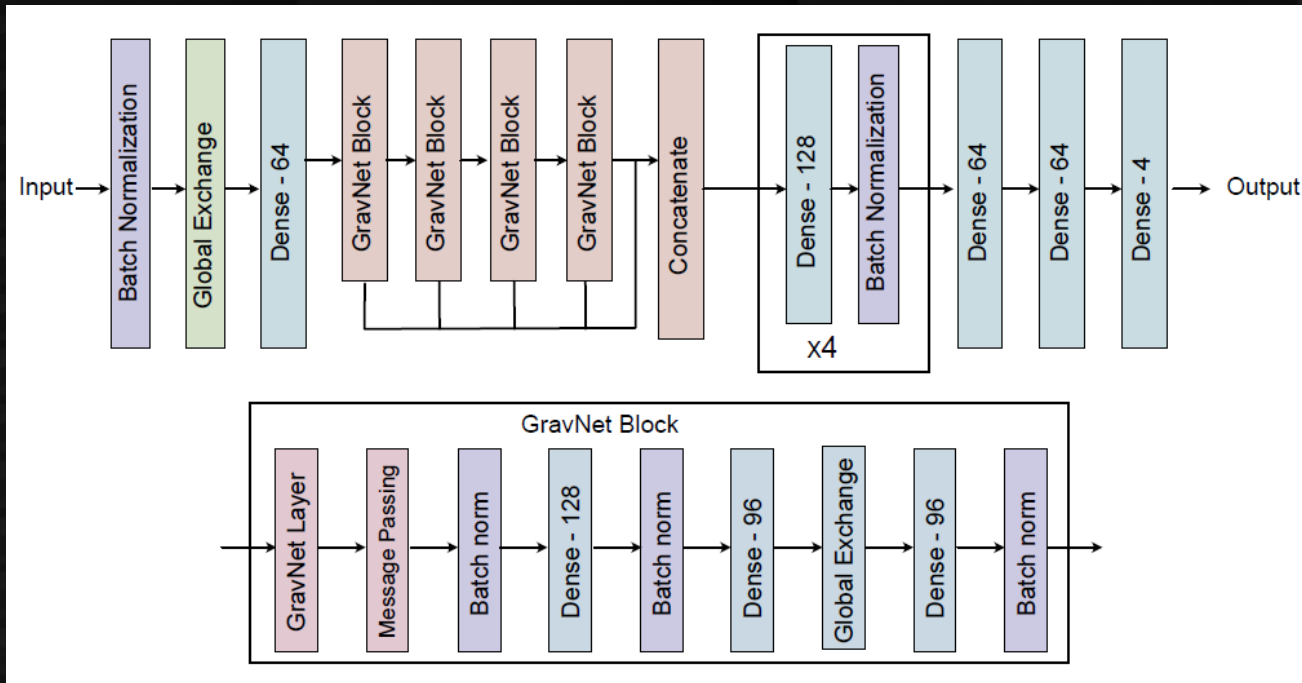 Input
Batch Normalization
Global Exchange
Dense - 64
GravNet Block
GravNet Block
GravNet Block
GravNet Block
Concatenate
Dense - 128
Batch Normalization
x4
Dense - 64
Dense - 64
Dense - 4
Output
GravNet Block
GravNet Layer
Message Passing
Batch norm
Dense - 128
Batch norm
Dense - 96
Global Exchange
Dense - 96
Batch norm